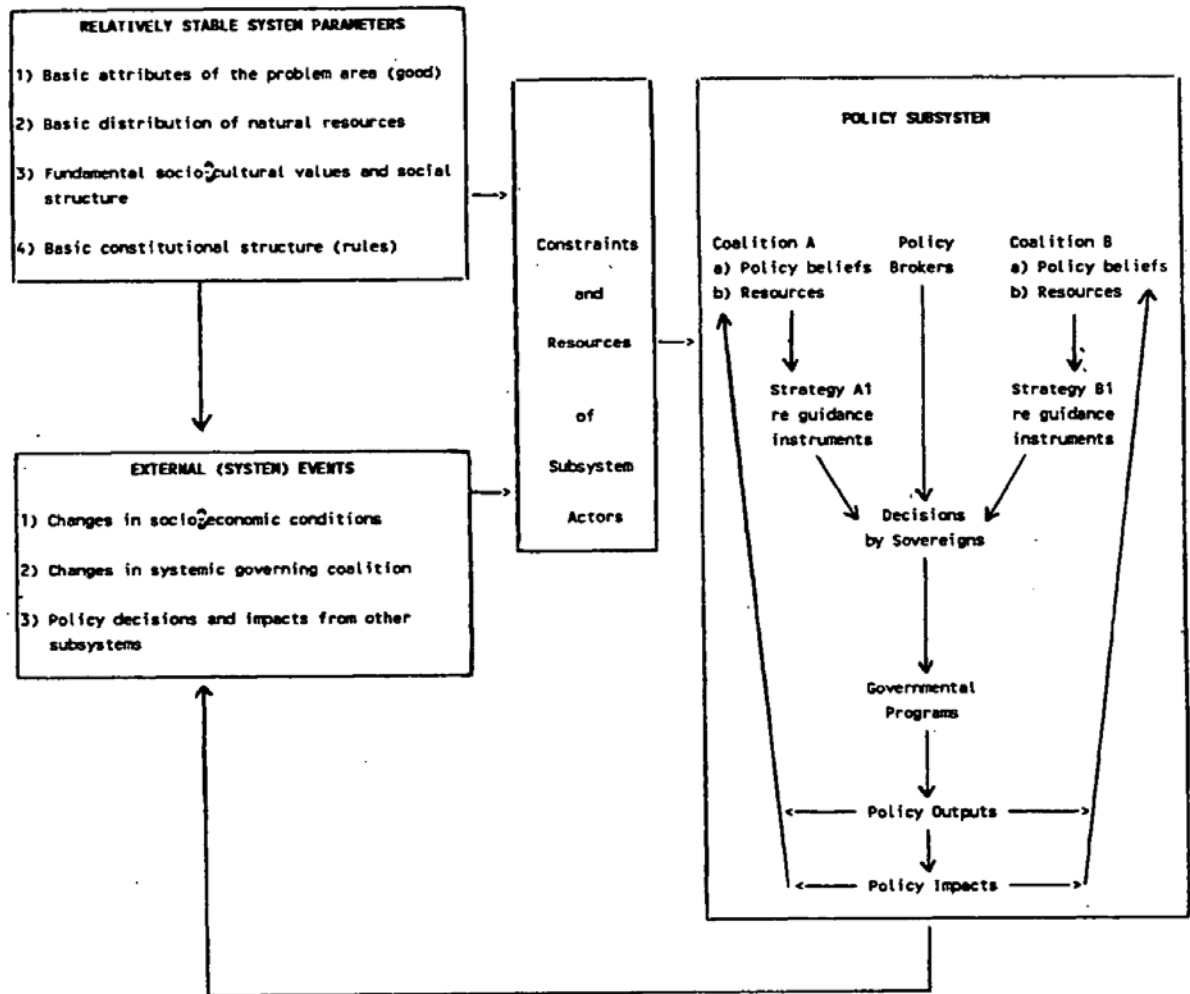 RELATIVELY STABLE SYSTEM PARAMETERS
1) Basic attributes of the problem area (good)
2) Basic distribution of natural resources
3) Fundamental socio-cultural values and social
structure
4) Basic constitutional structure (rules)
EXTERNAL (SYSTEM) EVENTS
1) Changes in socio-economic conditions
2) Changes in systemic governing coalition
3) Policy decisions and impacts from other
subsystems
Constraints
and
Resources
of
Subsystem
Actors
POLICY SUBSYSTEM
Coalition A
a) Policy beliefs
b) Resources
Policy
Brokers
Coalition B
a) Policy beliefs
b) Resources
Strategy A1
re guidance
instruments
Strategy B1
re guidance
instruments
Decisions
by Sovereigns
Governmental
Programs
Policy Outputs
Policy Impacts